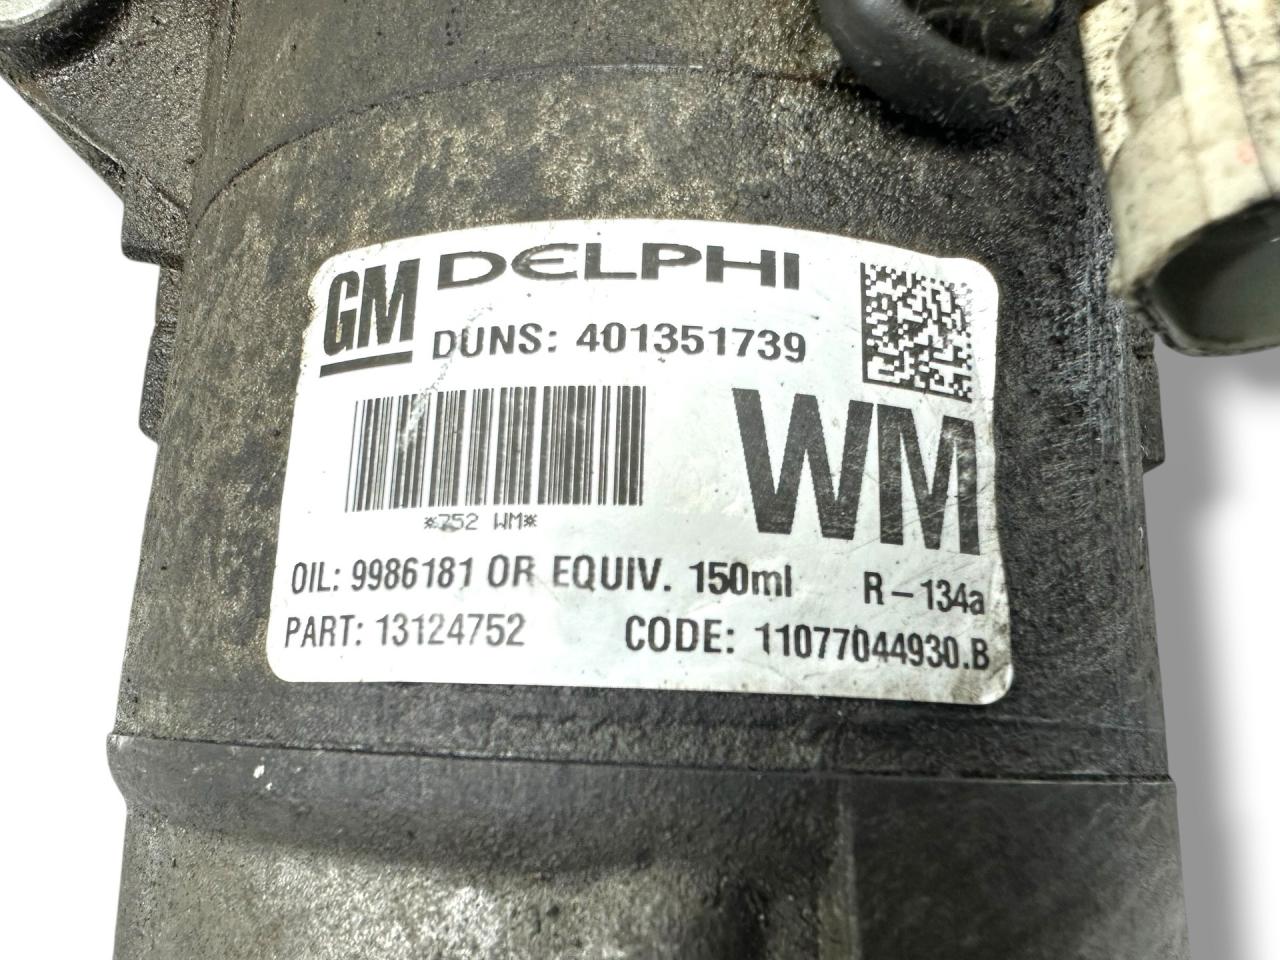 GM DELPHI
DUNS: 401351739
*752 WM*
WM
OIL: 9986181 OR EQUIV. 150ml R-134a
PART: 13124752 CODE: 11077044930.B